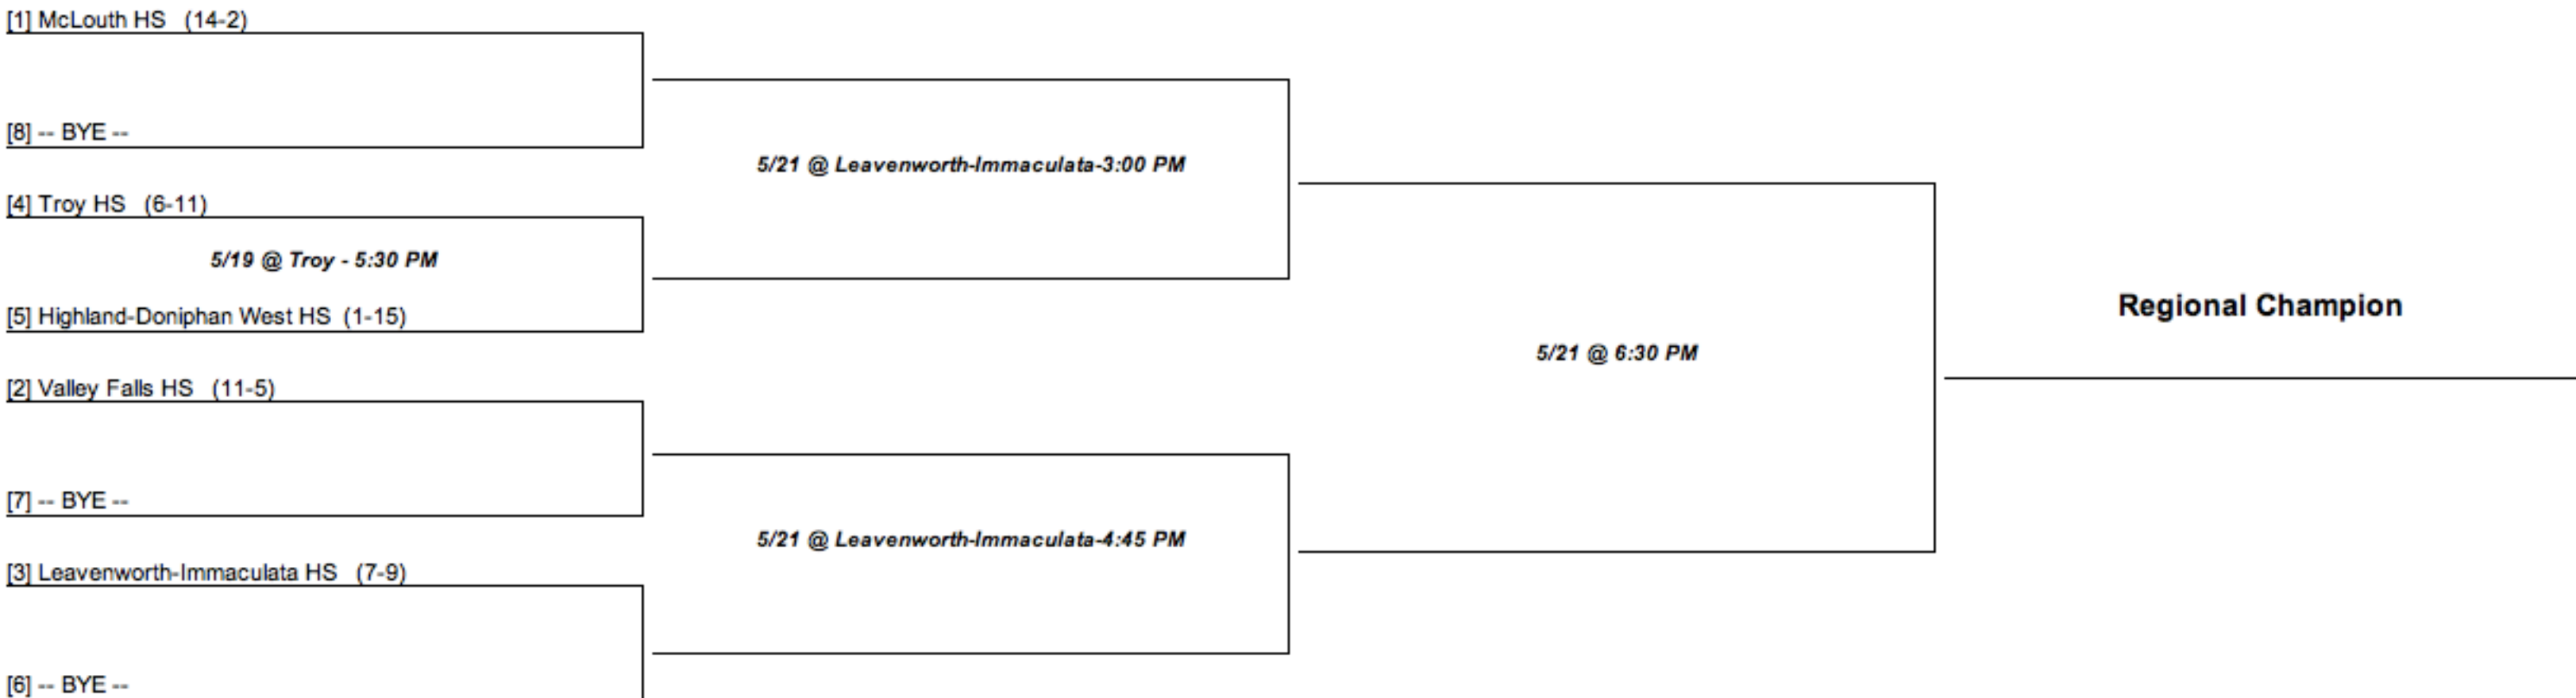 [1] McLouth HS (14-2)
[8] -- BYE --
5/21 @ Leavenworth-Immaculata-3:00 PM
[4] Troy HS (6-11)
5/19 @ Troy - 5:30 PM
[5] Highland-Doniphan West HS (1-15)
Regional Champion
5/21 @ 6:30 PM
[2] Valley Falls HS (11-5)
[7] -- BYE --
5/21 @ Leavenworth-Immaculata-4:45 PM
[3] Leavenworth-Immaculata HS (7-9)
[6] -- BYE --